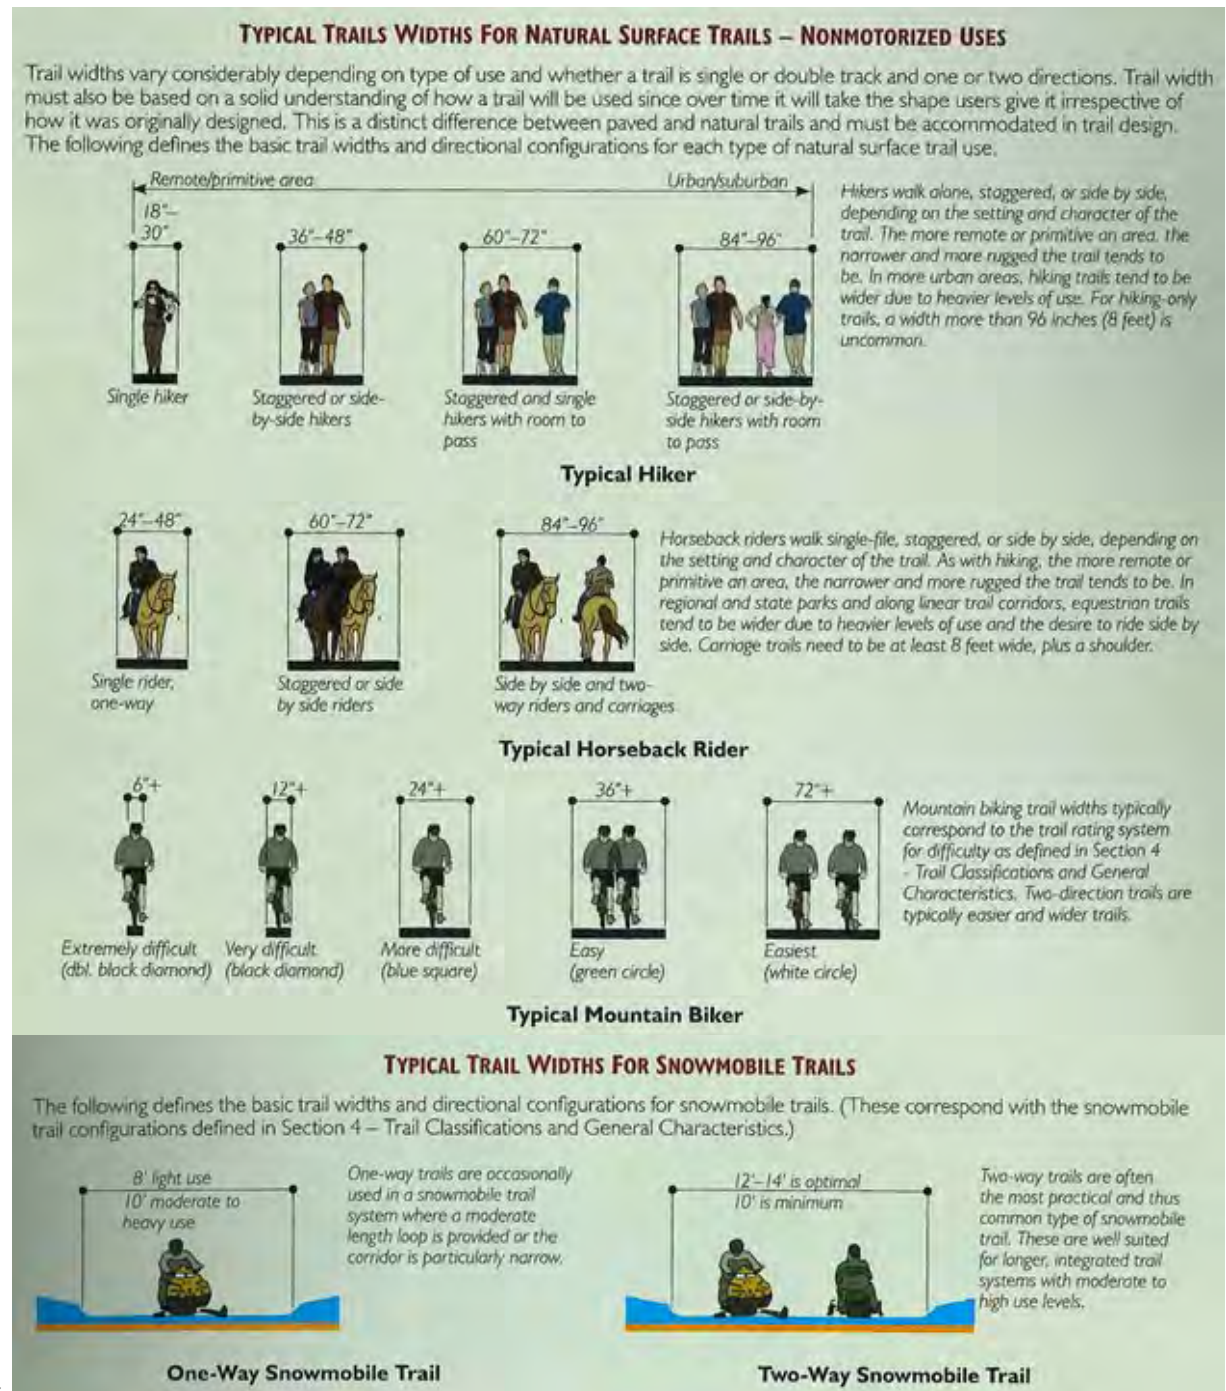 TYPICAL TRAILS WIDTHS FOR NATURAL SURFACE TRAILS – NONMOTORIZED USES
Trail widths vary considerably depending on type of use and whether a trail is single or double track and one or two directions. Trail width
must also be based on a solid understanding of how a trail will be used since over time it will take the shape users give it irrespective of
how it was originally designed. This is a distinct difference between paved and natural trails and must be accommodated in trail design.
The following defines the basic trail widths and directional configurations for each type of natural surface trail use.
Remote/primitive area
Urban/suburban
18"–
30"
36"–48"
60"–72"
84"–96"
Single hiker
Staggered or side-
by-side hikers
Staggered and single
hikers with room to
pass
Staggered or side-by-
side hikers with room
to pass
Hikers walk alone, staggered, or side by side,
depending on the setting and character of the
trail. The more remote or primitive an area, the
narrower and more rugged the trail tends to
be. In more urban areas, hiking trails tend to be
wider due to heavier levels of use. For hiking-only
trails, a width more than 96 inches (8 feet) is
uncommon.
Typical Hiker
24"–48"
60"–72"
84"–96"
Single rider,
one-way
Staggered or side
by side riders
Side by side and two-
way riders and carriages
Horseback riders walk single-file, staggered, or side by side, depending on
the setting and character of the trail. As with hiking, the more remote or
primitive an area, the narrower and more rugged the trail tends to be. In
regional and state parks and along linear trail corridors, equestrian trails
tend to be wider due to heavier levels of use and the desire to ride side by
side. Carriage trails need to be at least 8 feet wide, plus a shoulder.
Typical Horseback Rider
6"+
12"+
24"+
36"+
72"+
Extremely difficult
(dbl. black diamond)
Very difficult
(black diamond)
More difficult
(blue square)
Easy
(green circle)
Easiest
(white circle)
Mountain biking trail widths typically
correspond to the trail rating system
for difficulty as defined in Section 4
- Trail Classifications and General
Characteristics. Two-direction trails are
typically easier and wider trails.
Typical Mountain Biker
TYPICAL TRAIL WIDTHS FOR SNOWMOBILE TRAILS
The following defines the basic trail widths and directional configurations for snowmobile trails. (These correspond with the snowmobile
trail configurations defined in Section 4 – Trail Classifications and General Characteristics.)
8' light use
10' moderate to
heavy use
One-way trails are occasionally
used in a snowmobile trail
system where a moderate
length loop is provided or the
corridor is particularly narrow.
12'–14' is optimal
10' is minimum
Two-way trails are often
the most practical and thus
common type of snowmobile
trail. These are well suited
for longer, integrated trail
systems with moderate to
high use levels.
One-Way Snowmobile Trail
Two-Way Snowmobile Trail